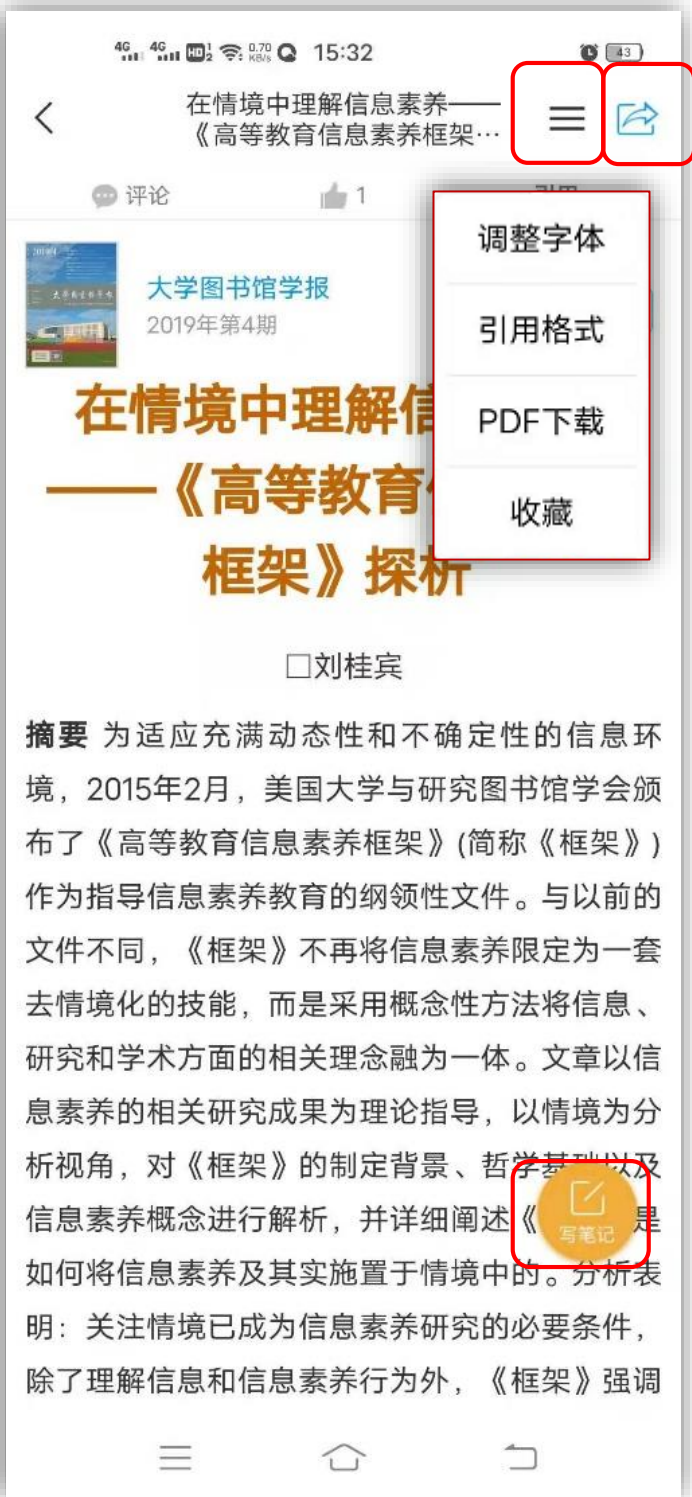 4G 4G HD 0.70 KB/s 15:32 43
在情境中理解信息素养——
《高等教育信息素养框架…
评论 1
调整字体
引用格式
PDF下载
收藏
大学图书馆学报
2019年第4期
在情境中理解信
——《高等教育
框架》探析
□刘桂宾
摘要 为适应充满动态性和不确定性的信息环
境，2015年2月，美国大学与研究图书馆学会颁
布了《高等教育信息素养框架》(简称《框架》)
作为指导信息素养教育的纲领性文件。与以前的
文件不同，《框架》不再将信息素养限定为一套
去情境化的技能，而是采用概念性方法将信息、
研究和学术方面的相关理念融为一体。文章以信
息素养的相关研究成果为理论指导，以情境为分
析视角，对《框架》的制定背景、哲学基础以及
信息素养概念进行解析，并详细阐述《 是
写笔记
如何将信息素养及其实施置于情境中的。分析表
明：关注情境已成为信息素养研究的必要条件，
除了理解信息和信息素养行为外，《框架》强调